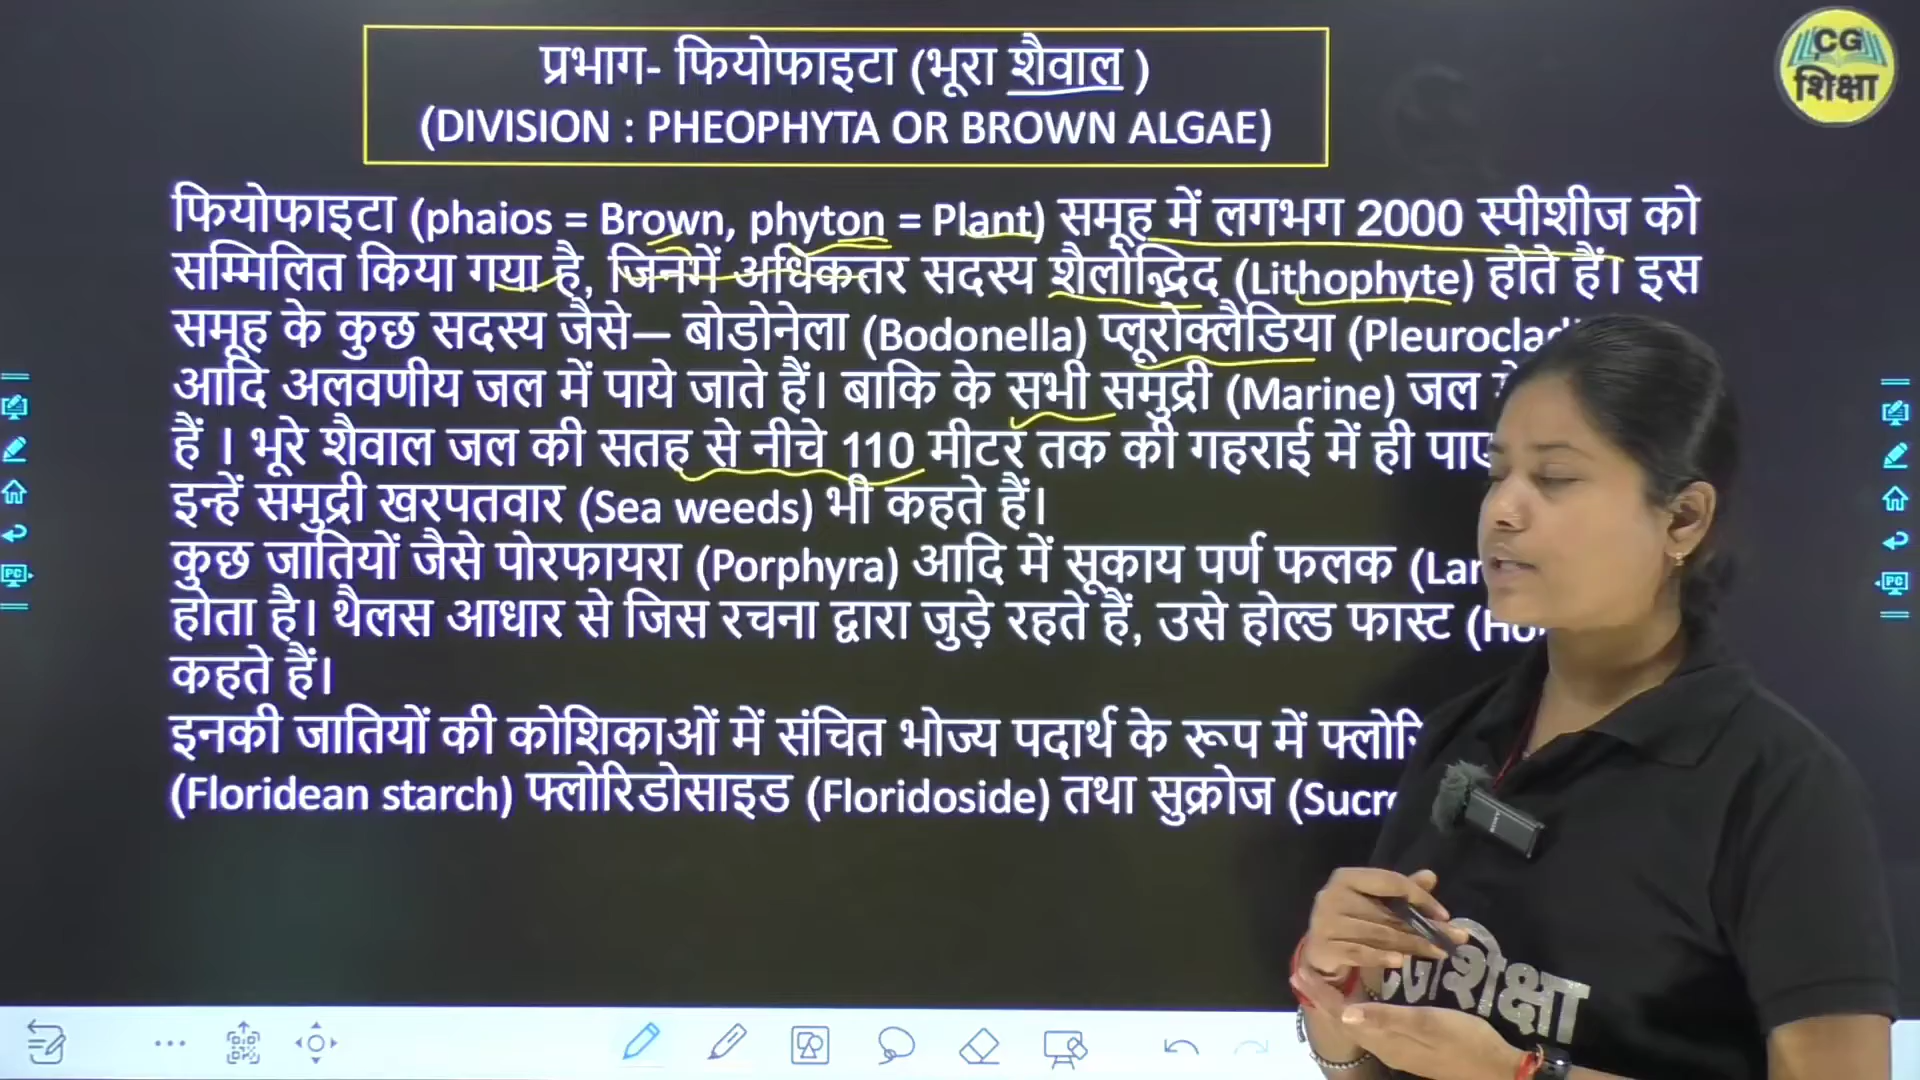 प्रभाग- फियोफाइटा (भूरा शैवाल )
(DIVISION : PHEOPHYTA OR BROWN ALGAE)
CG
शिक्षा
फियोफाइटा (phaios = Brown, phyton = Plant) समूह में लगभग 2000 स्पीशीज को
सम्मिलित किया गया है, जिनमें अधिकतर सदस्य शैलोद्भिद (Lithophyte) होते हैं। इस
समूह के कुछ सदस्य जैसे— बोडोनेला (Bodonella) प्लूरोक्लैडिया
आदि अलवणीय जल में पाये जाते हैं। बाकि के सभी समुद्री (Marine) जल
हैं । भूरे शैवाल जल की सतह से नीचे 110 मीटर तक की गहराई में ही
इन्हें समुद्री खरपतवार (Sea weeds) भी कहते हैं।
कुछ जातियों जैसे पोरफायरा (Porphyra) आदि में सूकाय पर्ण फलक
होता है। थैलस आधार से जिस रचना द्वारा जुड़े रहते हैं, उसे होल्ड फास्ट
कहते हैं।
इनकी जातियों की कोशिकाओं में संचित भोज्य पदार्थ के रूप में
(Floridean starch) फ्लोरिडोसाइड (Floridoside) तथा सुक्रोज
PC
PC
CGशिक्षा